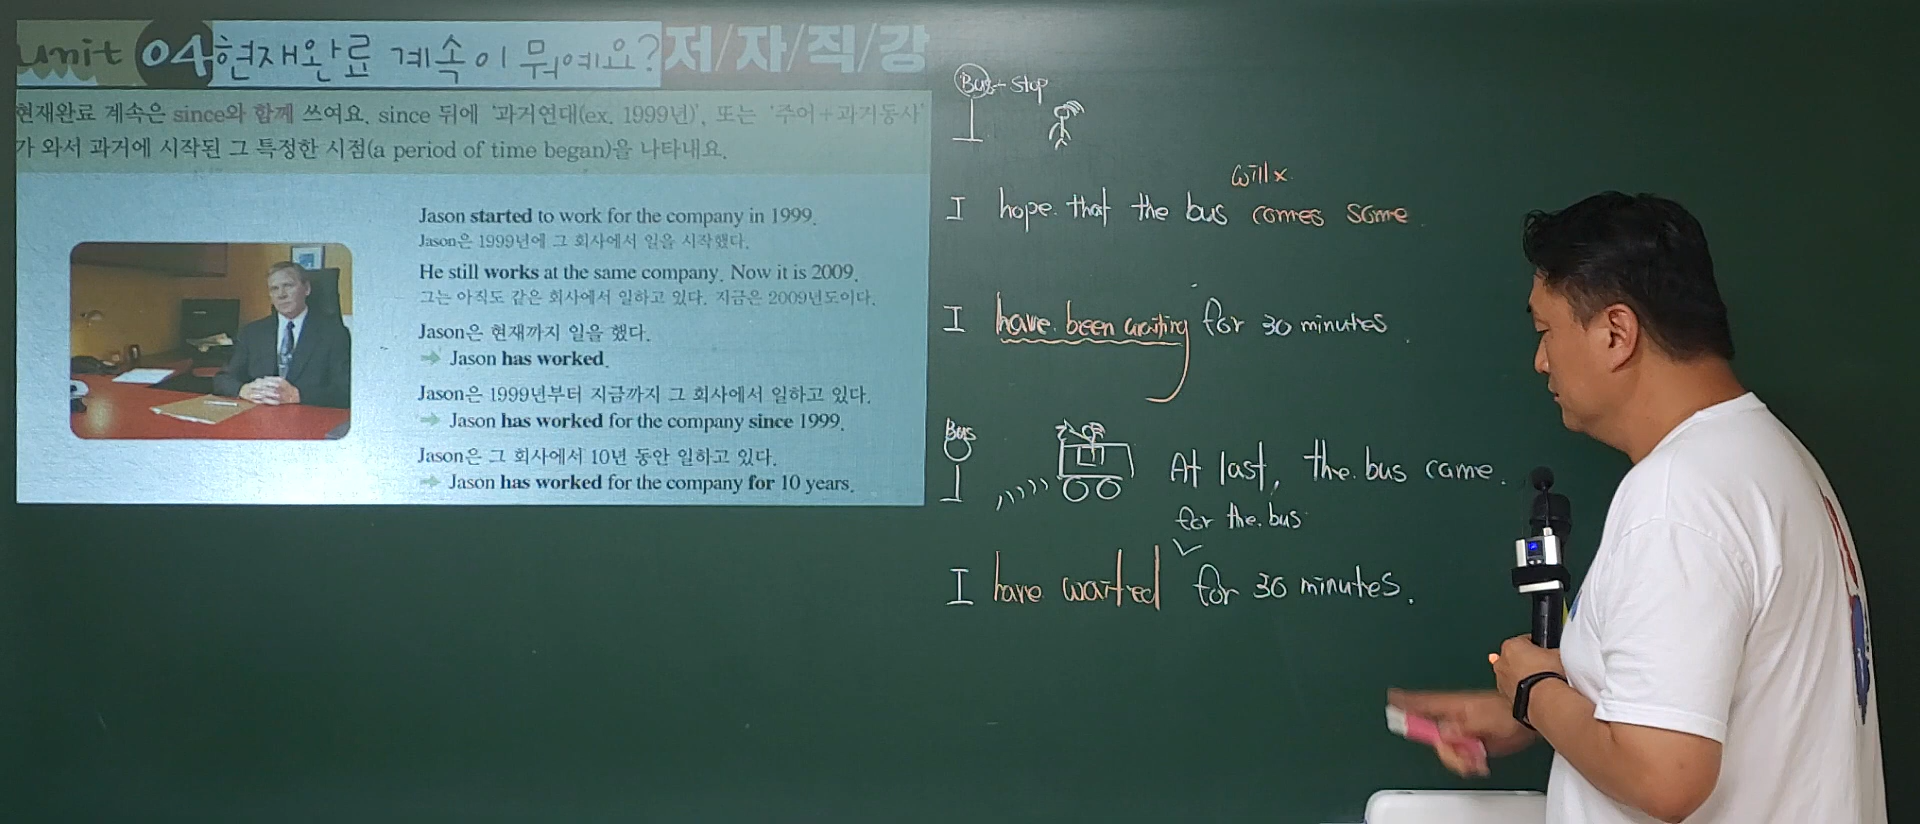 unit 04 현재완료 계속이 뭐예요? 저/자/직/강
현재완료 계속은 since와 함께 쓰여요. since 뒤에 '과거연대(ex. 1999년)', 또는 '주어+과거동사'
가 와서 과거에 시작된 그 특정한 시점(a period of time began)을 나타내요.
Jason started to work for the company in 1999.
Jason은 1999년에 그 회사에서 일을 시작했다.
He still works at the same company. Now it is 2009.
그는 아직도 같은 회사에서 일하고 있다. 지금은 2009년도이다.
Jason은 현재까지 일을 했다.
➡ Jason has worked.
Jason은 1999년부터 지금까지 그 회사에서 일하고 있다.
➡ Jason has worked for the company since 1999.
Jason은 그 회사에서 10년 동안 일하고 있다.
➡ Jason has worked for the company for 10 years.
Bus-stop
will x
I hope that the bus comes some
I have been waiting for 30 minutes.
Bus
At last, the bus came.
for the bus
I have waited for 30 minutes.